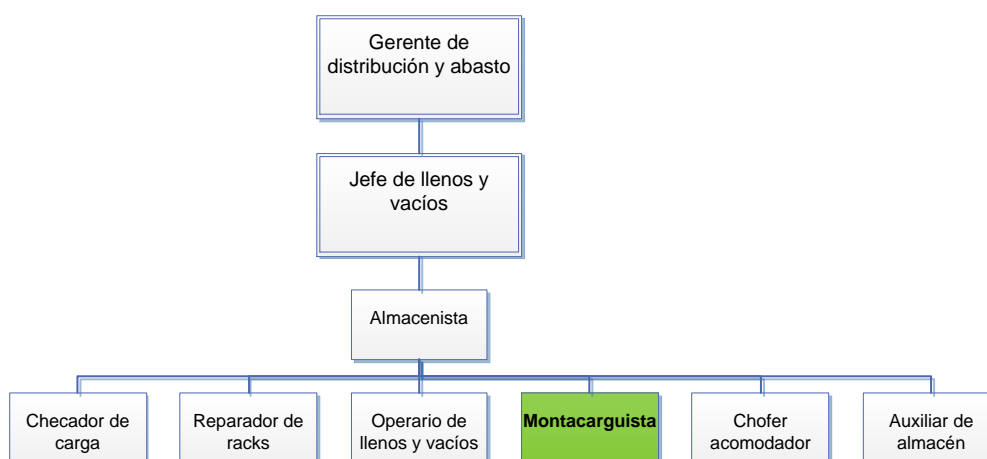 Gerente de
distribución y abasto
Jefe de llenos y
vacíos
Almacenista
Checador de
carga
Reparador de
racks
Operario de
llenos y vacíos
Montacarguista
Chofer
acomodador
Auxiliar de
almacén